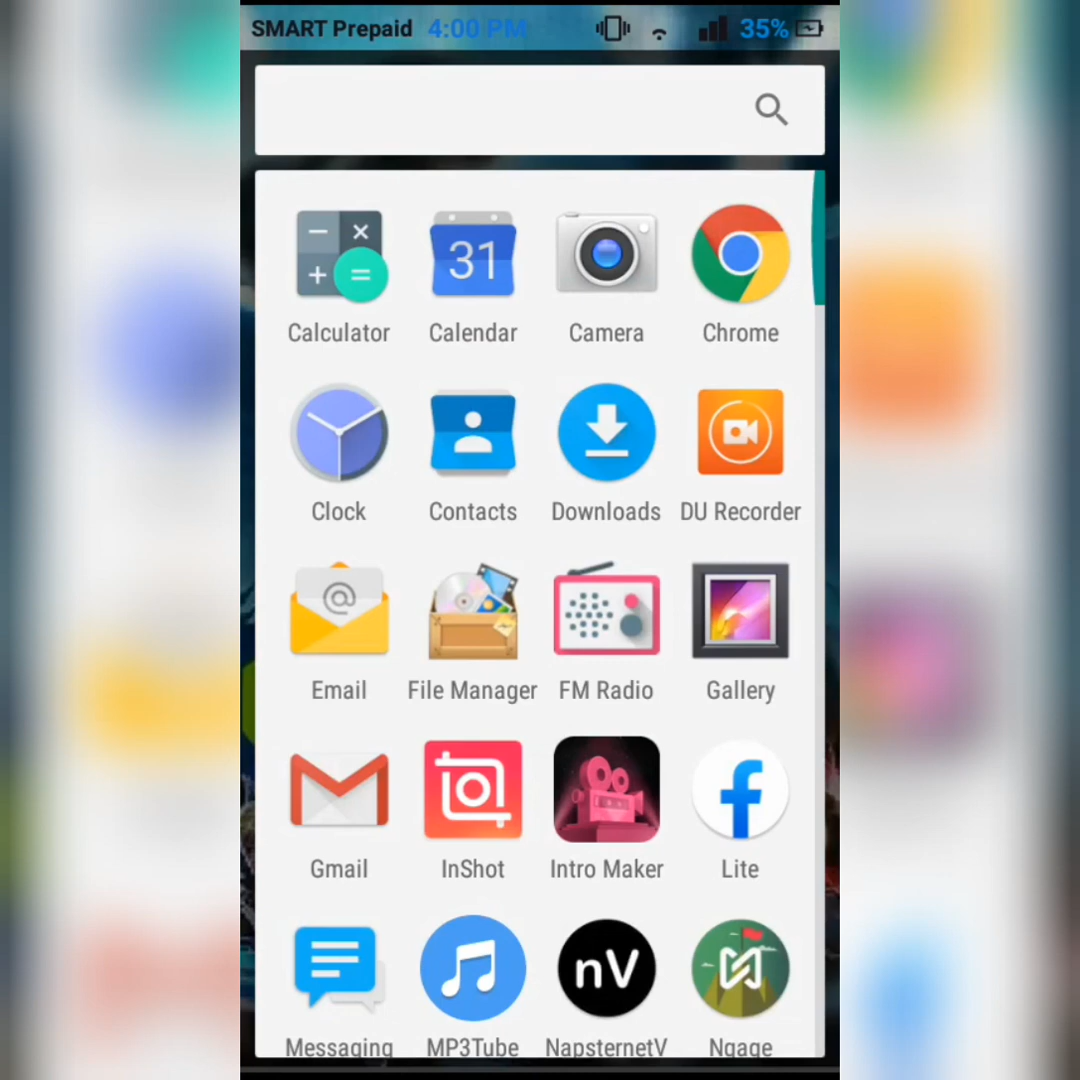 SMART Prepaid 4:00 PM 35%
31
Calculator Calendar Camera Chrome
Clock Contacts Downloads DU Recorder
@
Email File Manager FM Radio Gallery
Gmail InShot Intro Maker Lite
nV
Messaging MP3Tube NapsternetV Ngage